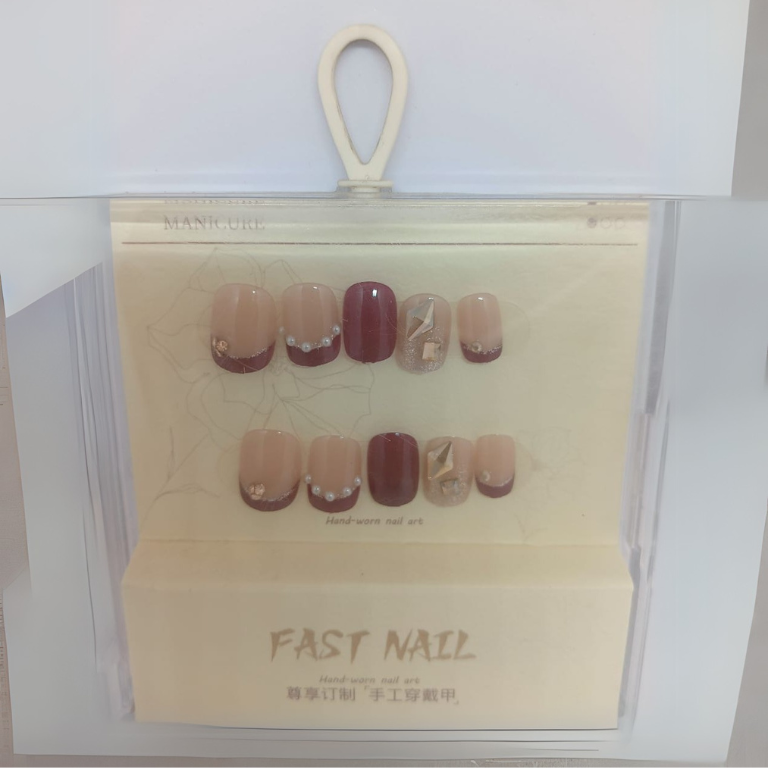 MANICURE
Hand-worn nail art
FAST NAIL
Hand-worn nail art
尊享订制「手工穿戴甲」